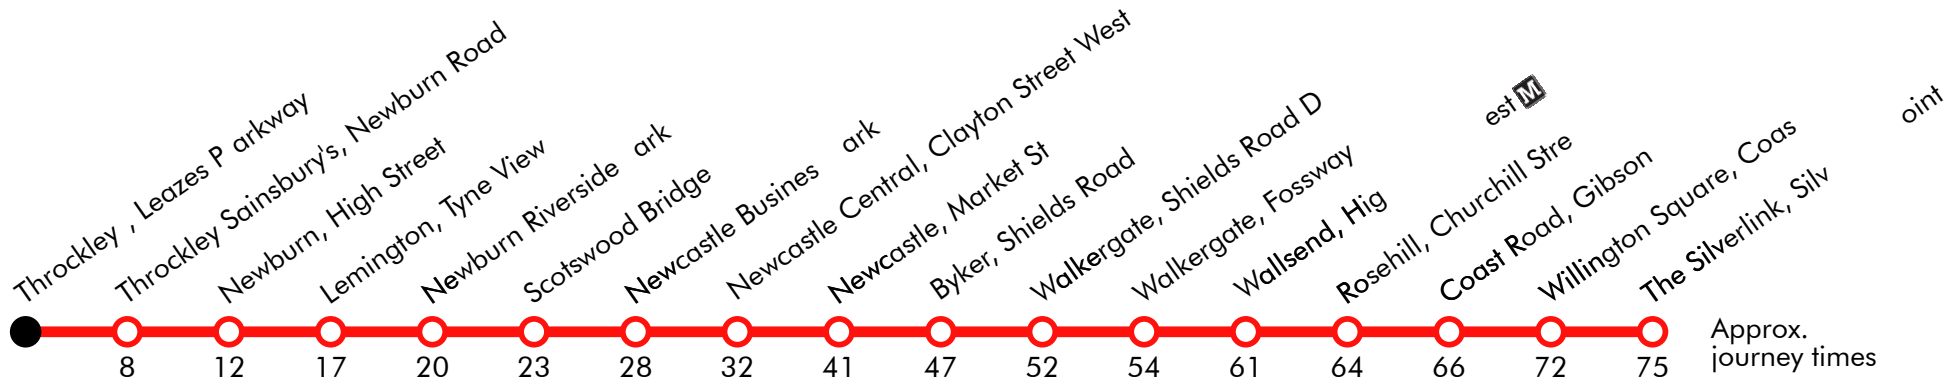 Throckley , Leazes P arkway
Throckley Sainsbury's, Newburn Road
Newburn, High Street
Lemington, Tyne View
Newburn Riverside ark
Scotswood Bridge
Newcastle Busines ark
Newcastle Central, Clayton Street West
Newcastle, Market St
Byker, Shields Road
Walkergate, Shields Road D
Walkergate, Fossway
Wallsend, Hig est M
Rosehill, Churchill Stre
Coast Road, Gibson
Willington Square, Coas
The Silverlink, Silv oint
8 12 17 20 23 28 32 41 47 52 54 61 64 66 72 75
Approx.
journey times